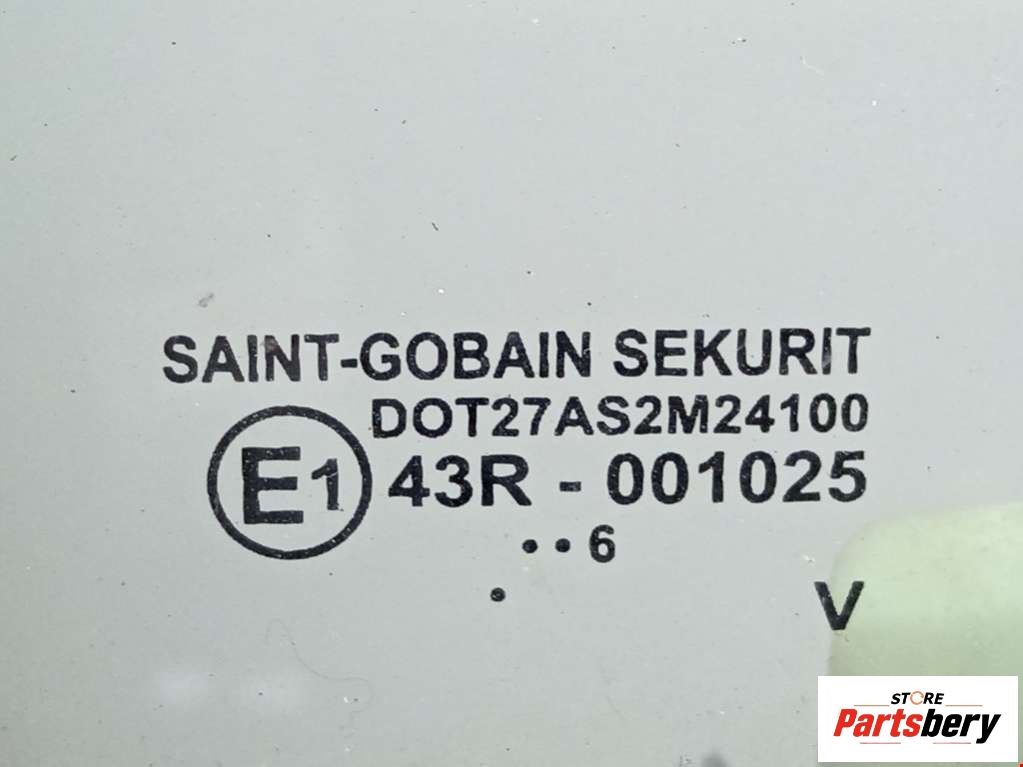 SAINT-GOBAIN SEKURIT
DOT27AS2M24100
E1 43R - 001025
••6
•
V
STORE
Partsbery